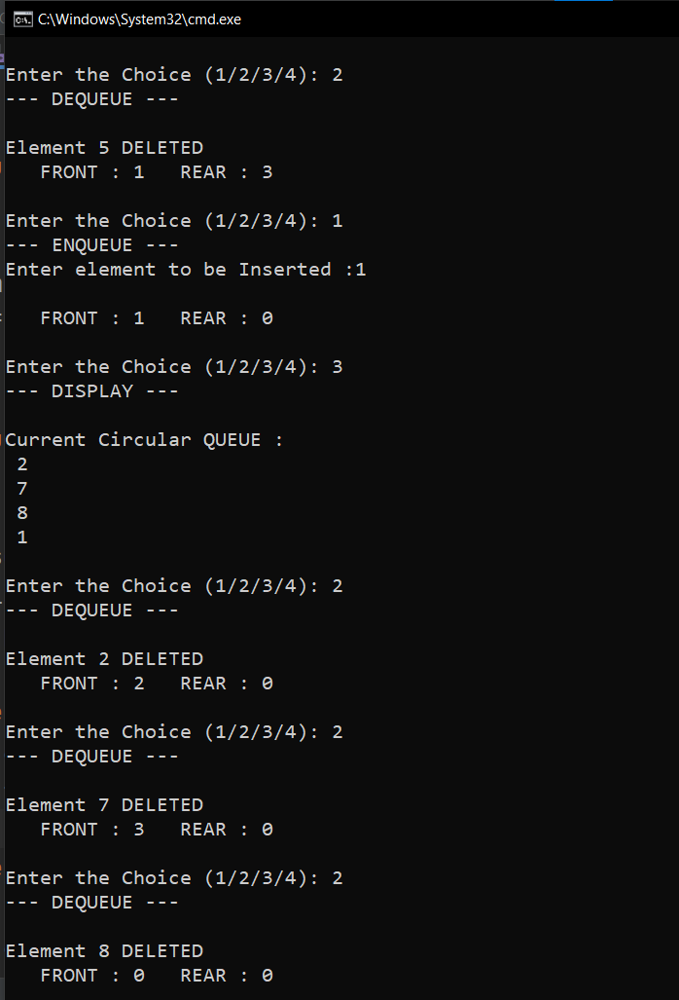 C:\Windows\System32\cmd.exe
Enter the Choice (1/2/3/4): 2
--- DEQUEUE ---
Element 5 DELETED
FRONT : 1   REAR : 3
Enter the Choice (1/2/3/4): 1
--- ENQUEUE ---
Enter element to be Inserted :1
FRONT : 1   REAR : 0
Enter the Choice (1/2/3/4): 3
--- DISPLAY ---
Current Circular QUEUE :
2
7
8
1
Enter the Choice (1/2/3/4): 2
--- DEQUEUE ---
Element 2 DELETED
FRONT : 2   REAR : 0
Enter the Choice (1/2/3/4): 2
--- DEQUEUE ---
Element 7 DELETED
FRONT : 3   REAR : 0
Enter the Choice (1/2/3/4): 2
--- DEQUEUE ---
Element 8 DELETED
FRONT : 0   REAR : 0